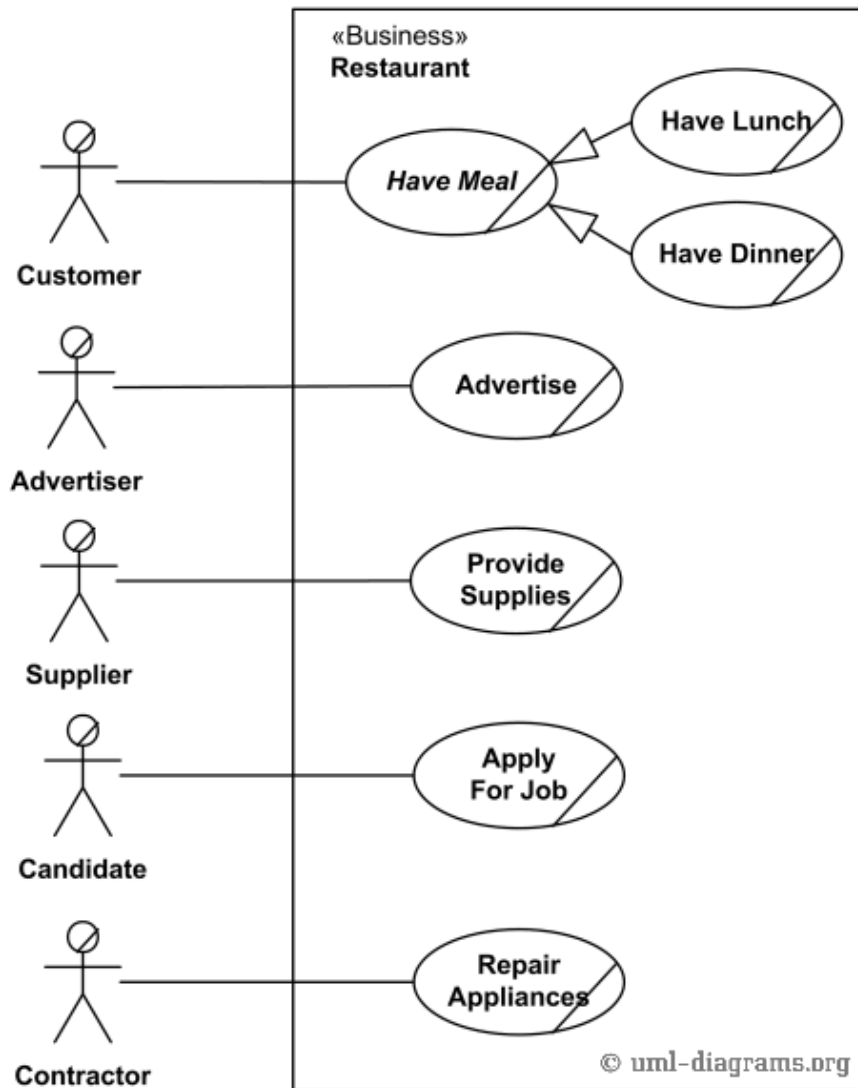 «Business»
Restaurant
Have Lunch
Have Meal
Have Dinner
Customer
Advertise
Advertiser
Provide
Supplies
Supplier
Apply
For Job
Candidate
Repair
Appliances
Contractor
© uml-diagrams.org